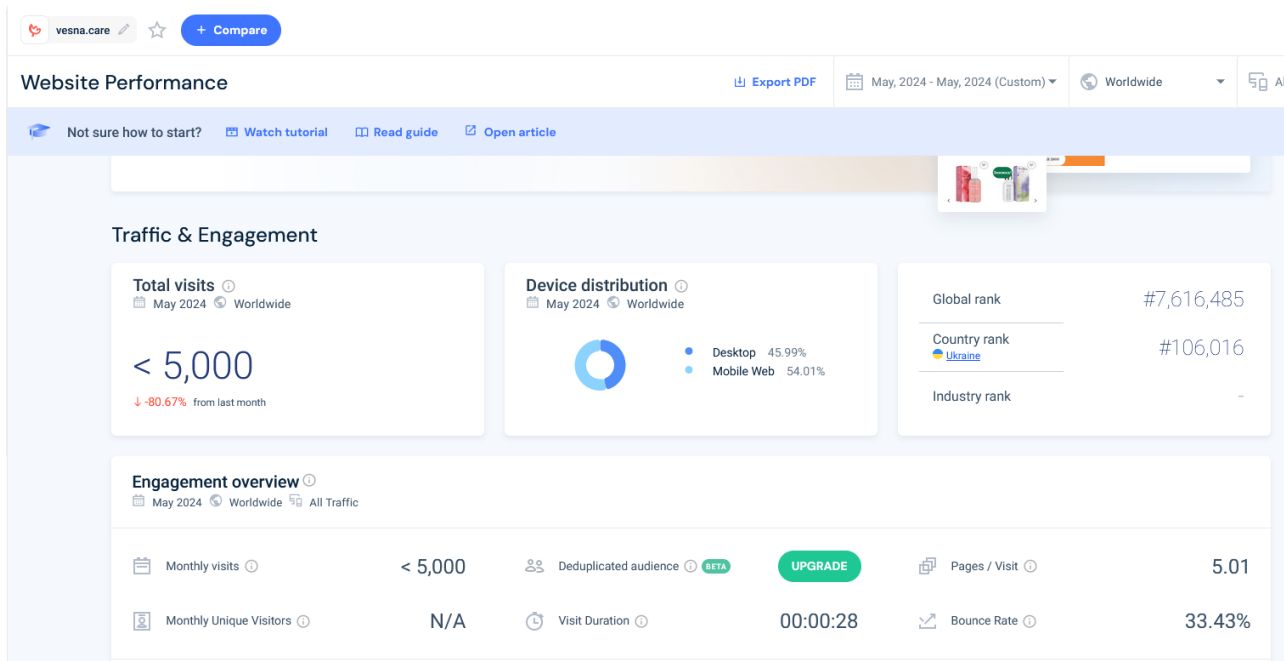 vesna.care
+ Compare
Website Performance
Export PDF
May, 2024 - May, 2024 (Custom)
Worldwide
Not sure how to start?
Watch tutorial
Read guide
Open article
Traffic & Engagement
Total visits
May 2024 Worldwide
< 5,000
-80.67% from last month
Device distribution
May 2024 Worldwide
Desktop 45.99%
Mobile Web 54.01%
Global rank #7,616,485
Country rank #106,016
Ukraine
Industry rank -
Engagement overview
May 2024 Worldwide All Traffic
Monthly visits < 5,000
Deduplicated audience BETA UPGRADE
Pages / Visit 5.01
Monthly Unique Visitors N/A
Visit Duration 00:00:28
Bounce Rate 33.43%